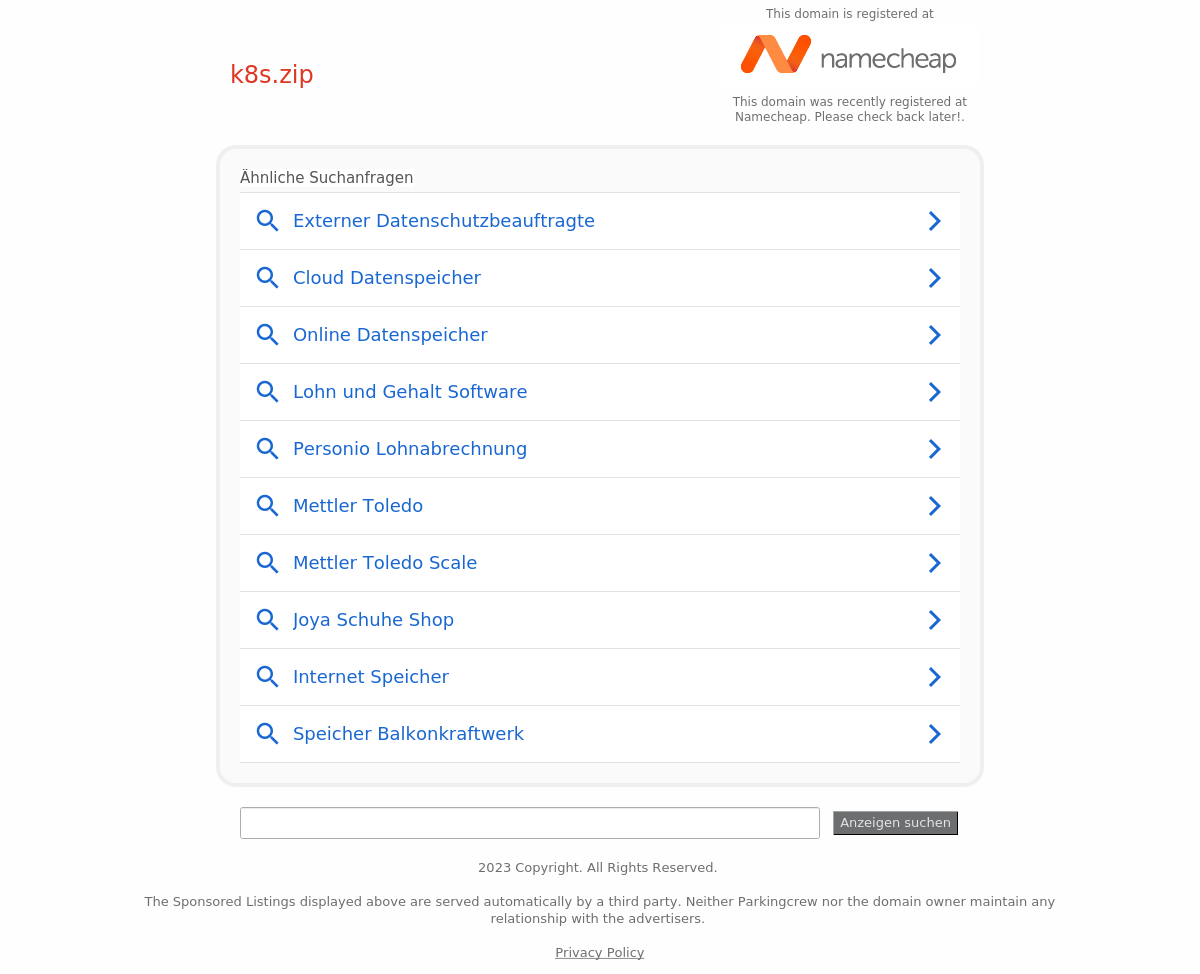 This domain is registered at
namecheap
k8s.zip
This domain was recently registered at
Namecheap. Please check back later!.
Ähnliche Suchanfragen
Externer Datenschutzbeauftragte
Cloud Datenspeicher
Online Datenspeicher
Lohn und Gehalt Software
Personio Lohnabrechnung
Mettler Toledo
Mettler Toledo Scale
Joya Schuhe Shop
Internet Speicher
Speicher Balkonkraftwerk
Anzeigen suchen
2023 Copyright. All Rights Reserved.
The Sponsored Listings displayed above are served automatically by a third party. Neither Parkingcrew nor the domain owner maintain any
relationship with the advertisers.
Privacy Policy